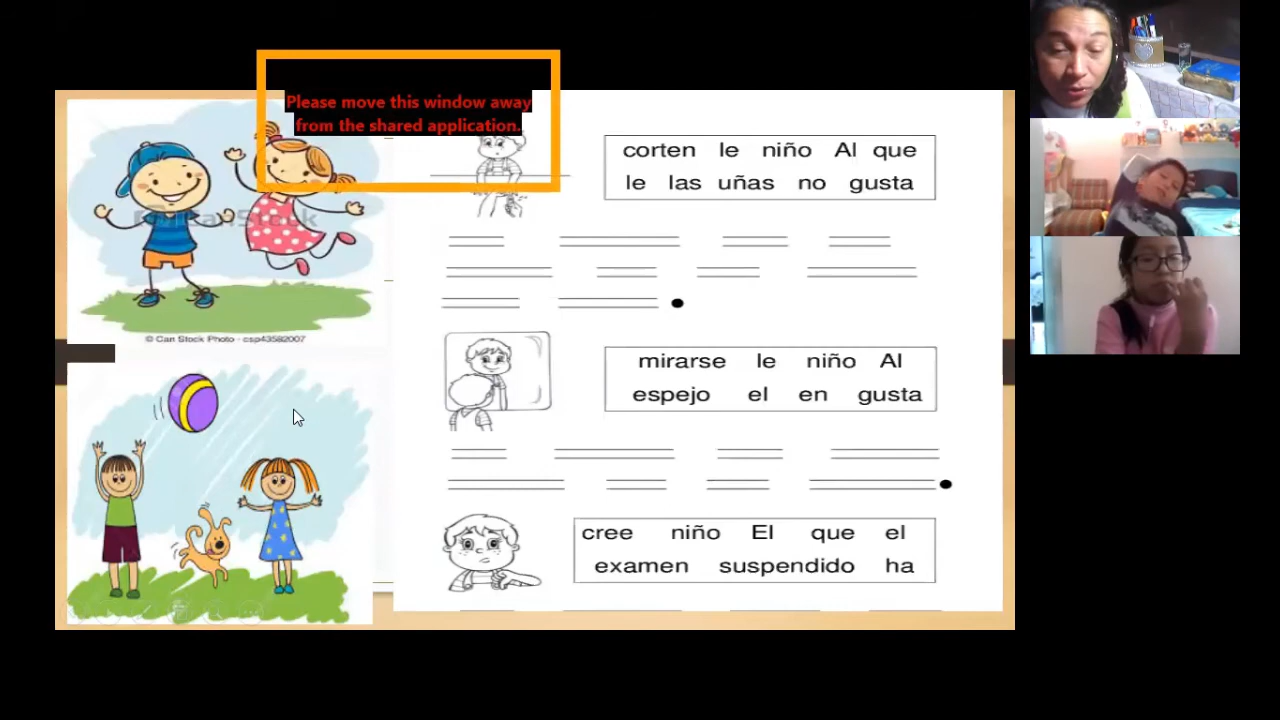 Please move this window away
from the shared application.
CanStock
© Can Stock Photo - csp43582007
corten le niño Al que
le las uñas no gusta
mirarse le niño Al
espejo el en gusta
cree niño El que el
examen suspendido ha